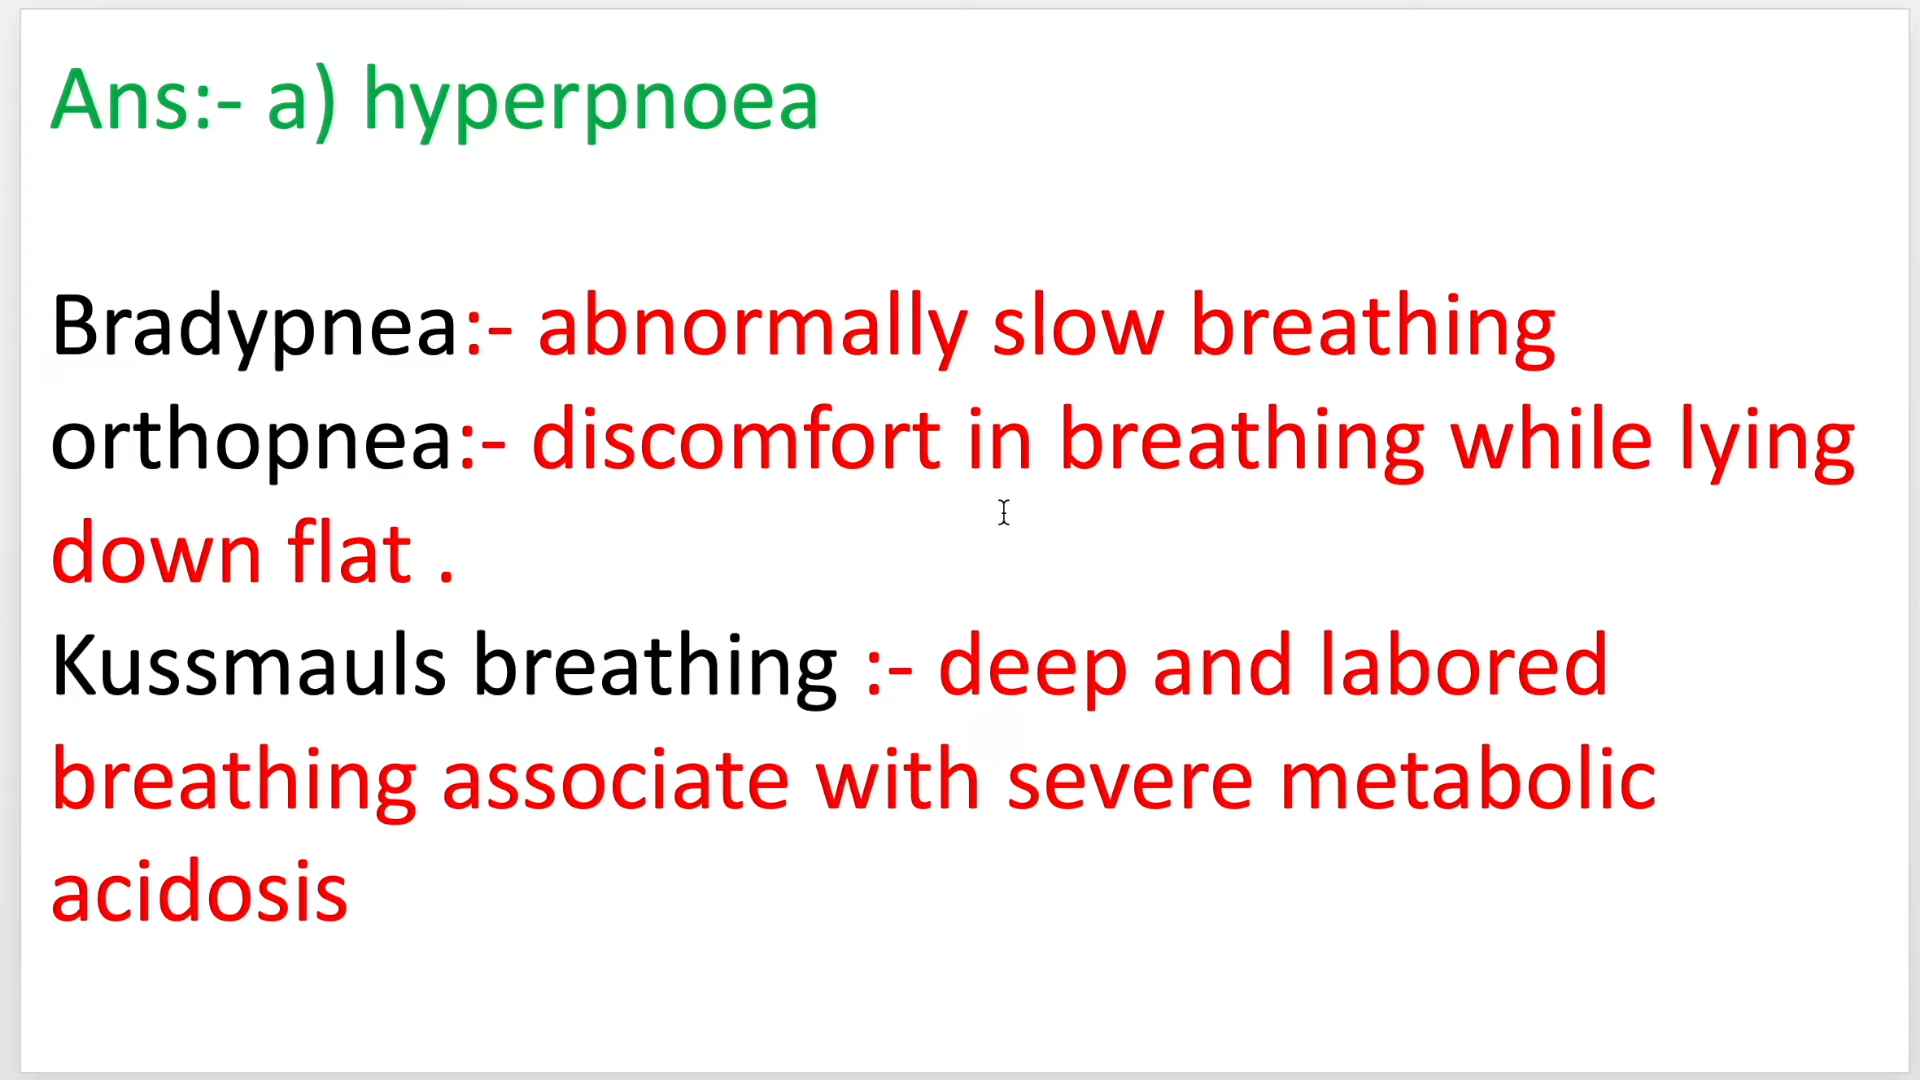 Ans:- a) hyperpnoea
Bradypnea:- abnormally slow breathing
orthopnea:- discomfort in breathing while lying
down flat .
Kussmauls breathing :- deep and labored
breathing associate with severe metabolic
acidosis